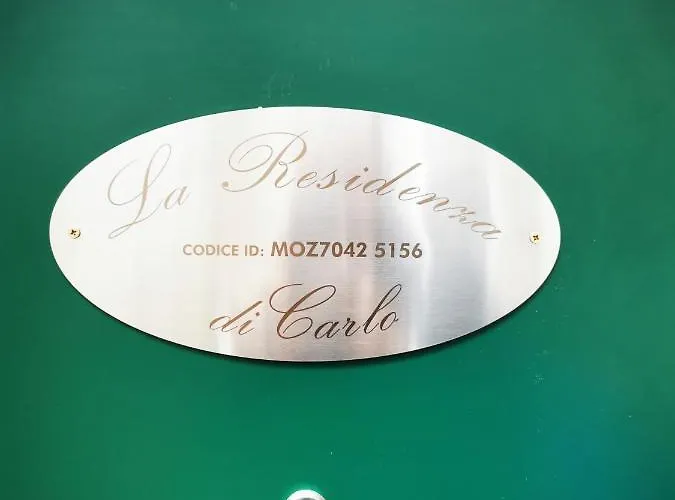 La Residenza
CODICE ID: MOZ7042 5156
di Carlo